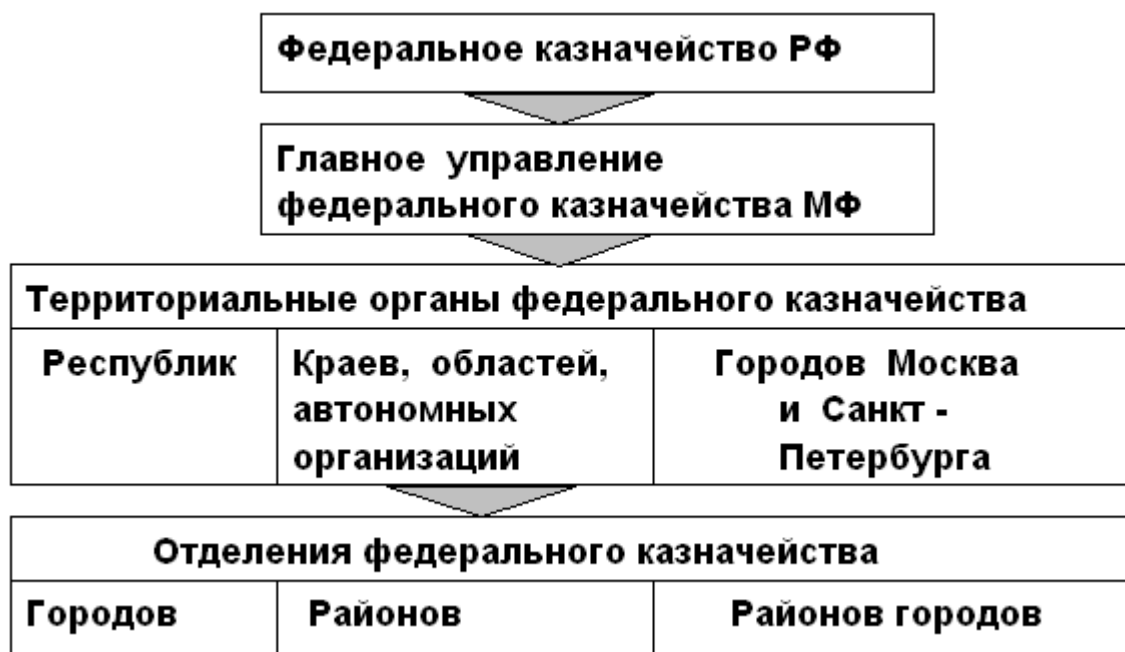 Федеральное казначейство РФ
Главное управление
федерального казначейства МФ
Территориальные органы федерального казначейства
Республик
Краев, областей,
автономных
организаций
Городов Москва
и Санкт -
Петербурга
Отделения федерального казначейства
Городов
Районов
Районов городов